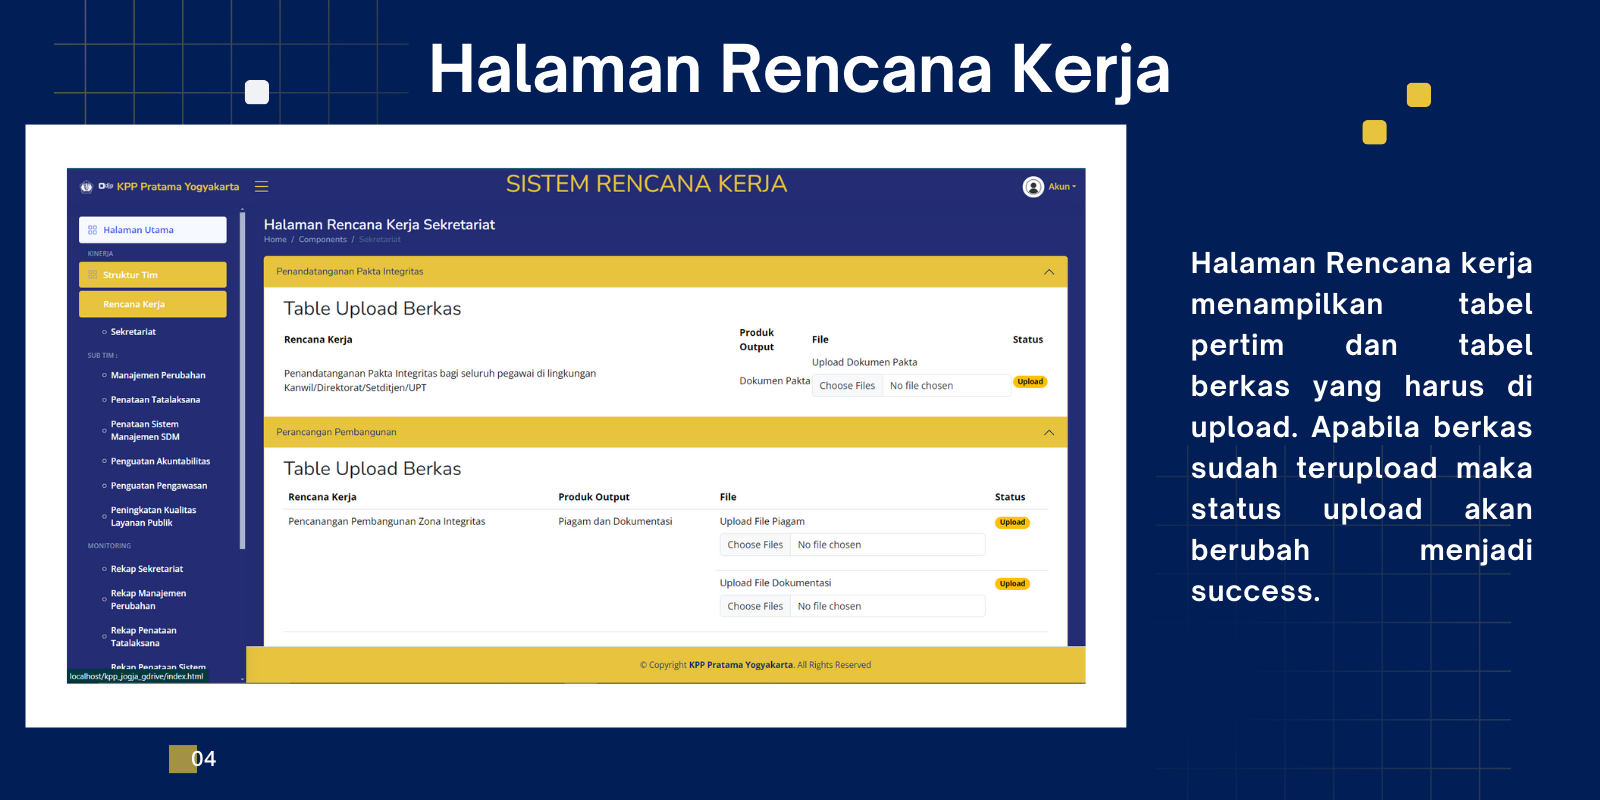 Halaman Rencana Kerja
KPP Pratama Yogyakarta
SISTEM RENCANA KERJA
Akun
Halaman Utama
KINERJA
Struktur Tim
Rencana Kerja
Sekretariat
SUB TIM :
Manajemen Perubahan
Penataan Tatalaksana
Penataan Sistem
Manajemen SDM
Penguatan Akuntabilitas
Penguatan Pengawasan
Peningkatan Kualitas
Layanan Publik
MONITORING
Rekap Sekretariat
Rekap Manajemen
Perubahan
Rekap Penataan
Tatalaksana
Rekap Penataan Sistem
localhost/kpp_jogja_gdrive/index.html
Halaman Rencana Kerja Sekretariat
Home / Components / Sekretariat
Penandatanganan Pakta Integritas
Table Upload Berkas
Rencana Kerja Produk Output File Status
Penandatanganan Pakta Integritas bagi seluruh pegawai di lingkungan
Kanwil/Direktorat/Setditjen/UPT
Dokumen Pakta
Upload Dokumen Pakta
Choose Files No file chosen
Upload
Perancangan Pembangunan
Table Upload Berkas
Rencana Kerja Produk Output File Status
Pencanangan Pembangunan Zona Integritas Piagam dan Dokumentasi Upload File Piagam Upload
Choose Files No file chosen
Upload File Dokumentasi Upload
Choose Files No file chosen
© Copyright KPP Pratama Yogyakarta. All Rights Reserved
Halaman Rencana kerja
menampilkan tabel
pertim dan tabel
berkas yang harus di
upload. Apabila berkas
sudah terupload maka
status upload akan
berubah menjadi
success.
04